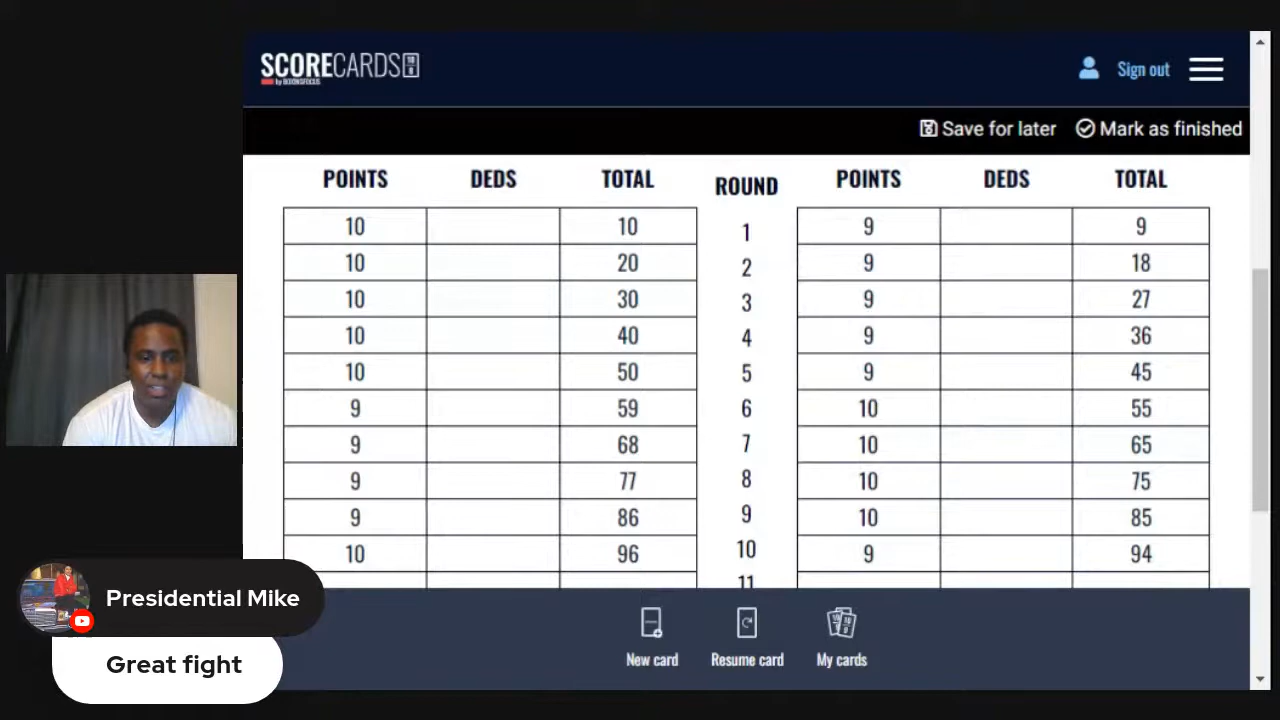 SCORECARDS
by BOXINGFOCUS
Sign out
Save for later
Mark as finished
POINTS DEDS TOTAL ROUND POINTS DEDS TOTAL
10 10 1 9 9
10 20 2 9 18
10 30 3 9 27
10 40 4 9 36
10 50 5 9 45
9 59 6 10 55
9 68 7 10 65
9 77 8 10 75
9 86 9 10 85
10 96 10 9 94
11
New card Resume card My cards
Presidential Mike
Great fight